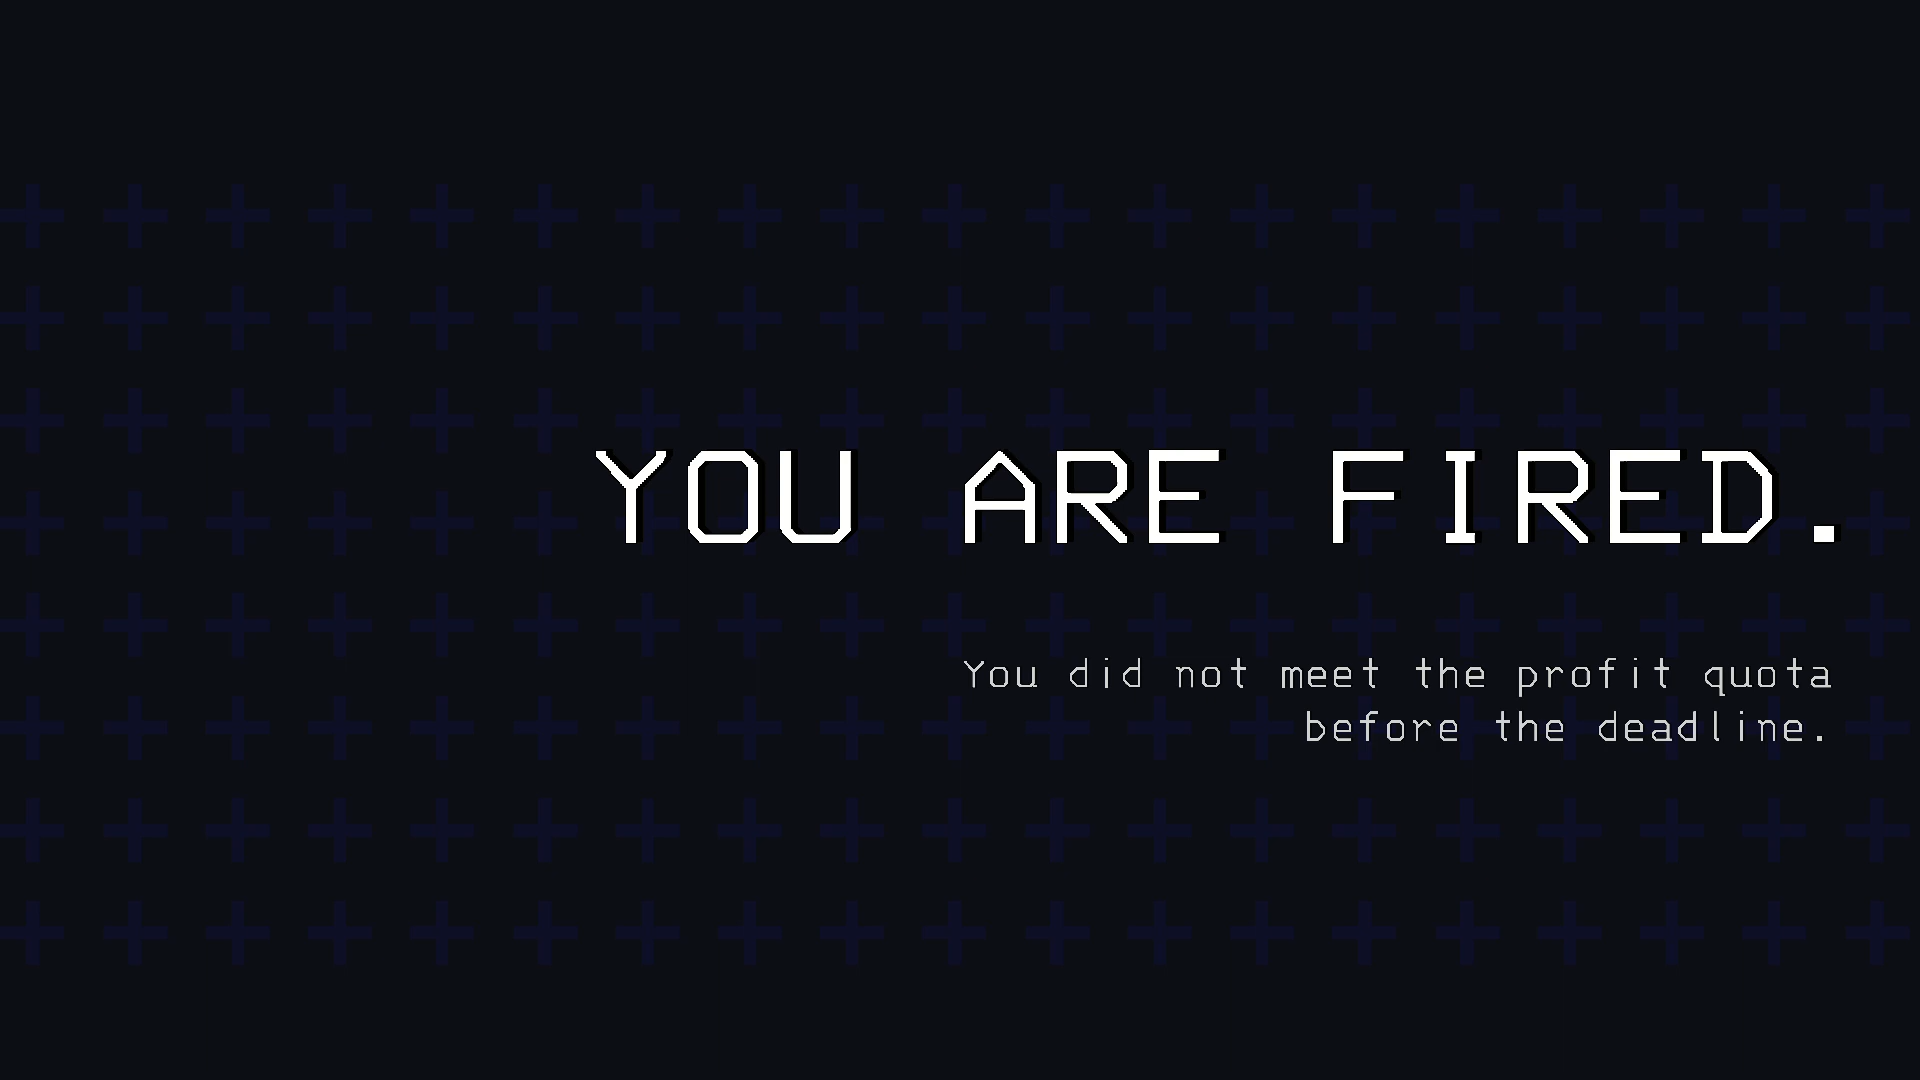 YOU ARE FIRED.
You did not meet the profit quota
before the deadline.